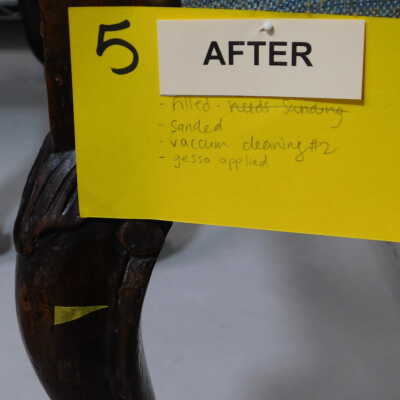 5
AFTER
- filled - needs sanding
- sanded
- vaccum cleaning #2
- gesso applied